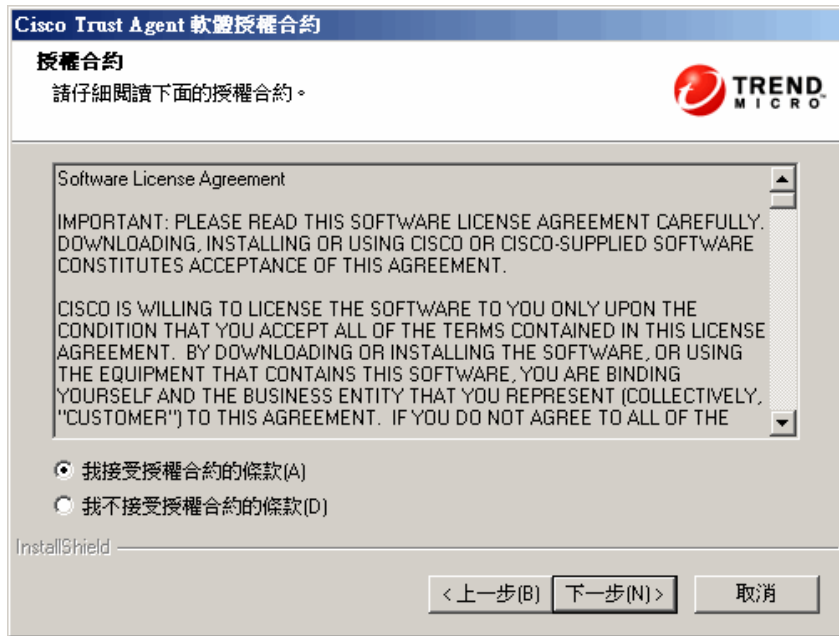 Cisco Trust Agent 軟體授權合約
授權合約
請仔細閱讀下面的授權合約。
TREND
MICRO
Software License Agreement
IMPORTANT: PLEASE READ THIS SOFTWARE LICENSE AGREEMENT CAREFULLY.
DOWNLOADING, INSTALLING OR USING CISCO OR CISCO-SUPPLIED SOFTWARE
CONSTITUTES ACCEPTANCE OF THIS AGREEMENT.
CISCO IS WILLING TO LICENSE THE SOFTWARE TO YOU ONLY UPON THE
CONDITION THAT YOU ACCEPT ALL OF THE TERMS CONTAINED IN THIS LICENSE
AGREEMENT.  BY DOWNLOADING OR INSTALLING THE SOFTWARE, OR USING
THE EQUIPMENT THAT CONTAINS THIS SOFTWARE, YOU ARE BINDING
YOURSELF AND THE BUSINESS ENTITY THAT YOU REPRESENT (COLLECTIVELY,
"CUSTOMER") TO THIS AGREEMENT.  IF YOU DO NOT AGREE TO ALL OF THE
我接受授權合約的條款(A)
我不接受授權合約的條款(D)
InstallShield
< 上一步(B) 下一步(N) > 取消